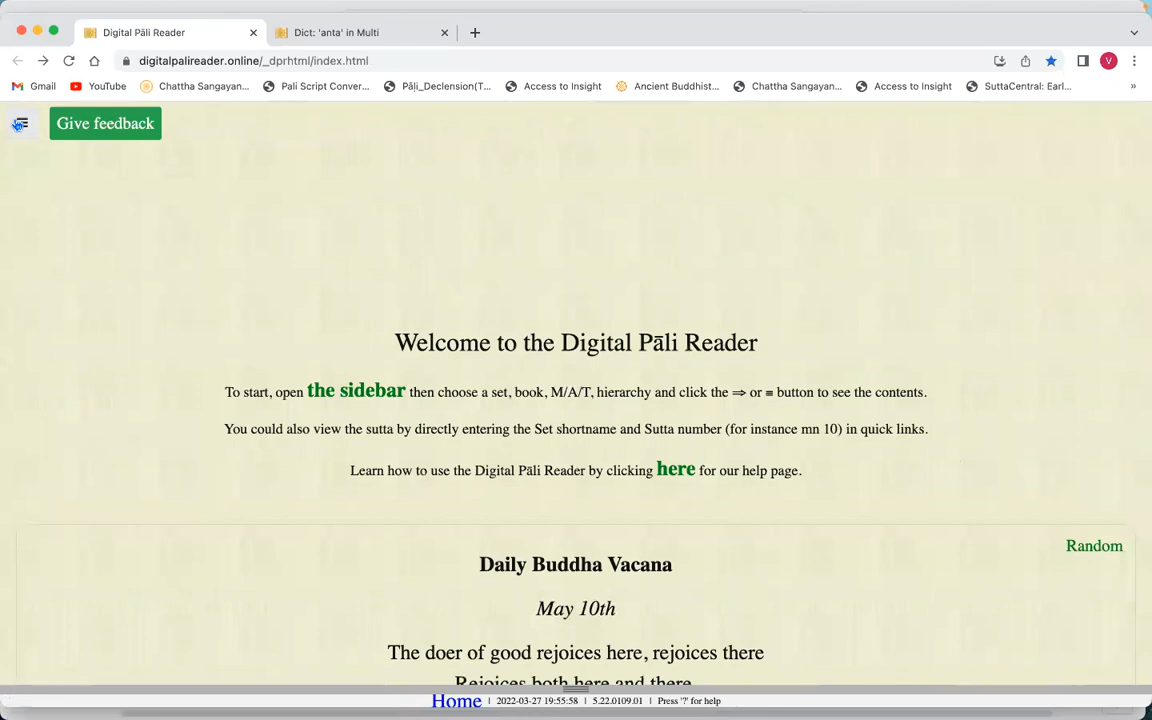 Digital Pāli Reader
Dict: 'anta' in Multi
digitalpalireader.online/_dprhtml/index.html
V
Gmail
YouTube
Chattha Sangayan...
Pali Script Conver...
Pāḷi_Declension(T...
Access to Insight
Ancient Buddhist...
Chattha Sangayan...
Access to Insight
SuttaCentral: Earl...
»
Give feedback
Welcome to the Digital Pāli Reader
To start, open the sidebar then choose a set, book, M/A/T, hierarchy and click the ⇒ or ≡ button to see the contents.
You could also view the sutta by directly entering the Set shortname and Sutta number (for instance mn 10) in quick links.
Learn how to use the Digital Pāli Reader by clicking here for our help page.
Random
Daily Buddha Vacana
May 10th
The doer of good rejoices here, rejoices there
Rejoices both here and there
Home | 2022-03-27 19:55:58 | 5.22.0109.01 | Press '?' for help